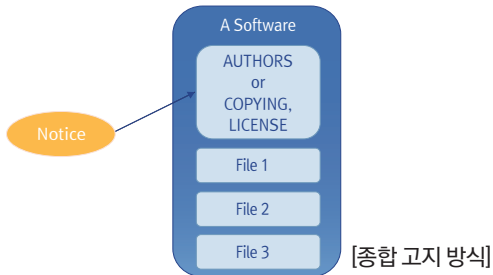 A Software
AUTHORS
or
COPYING,
LICENSE
Notice
File 1
File 2
File 3
[종합 고지 방식]